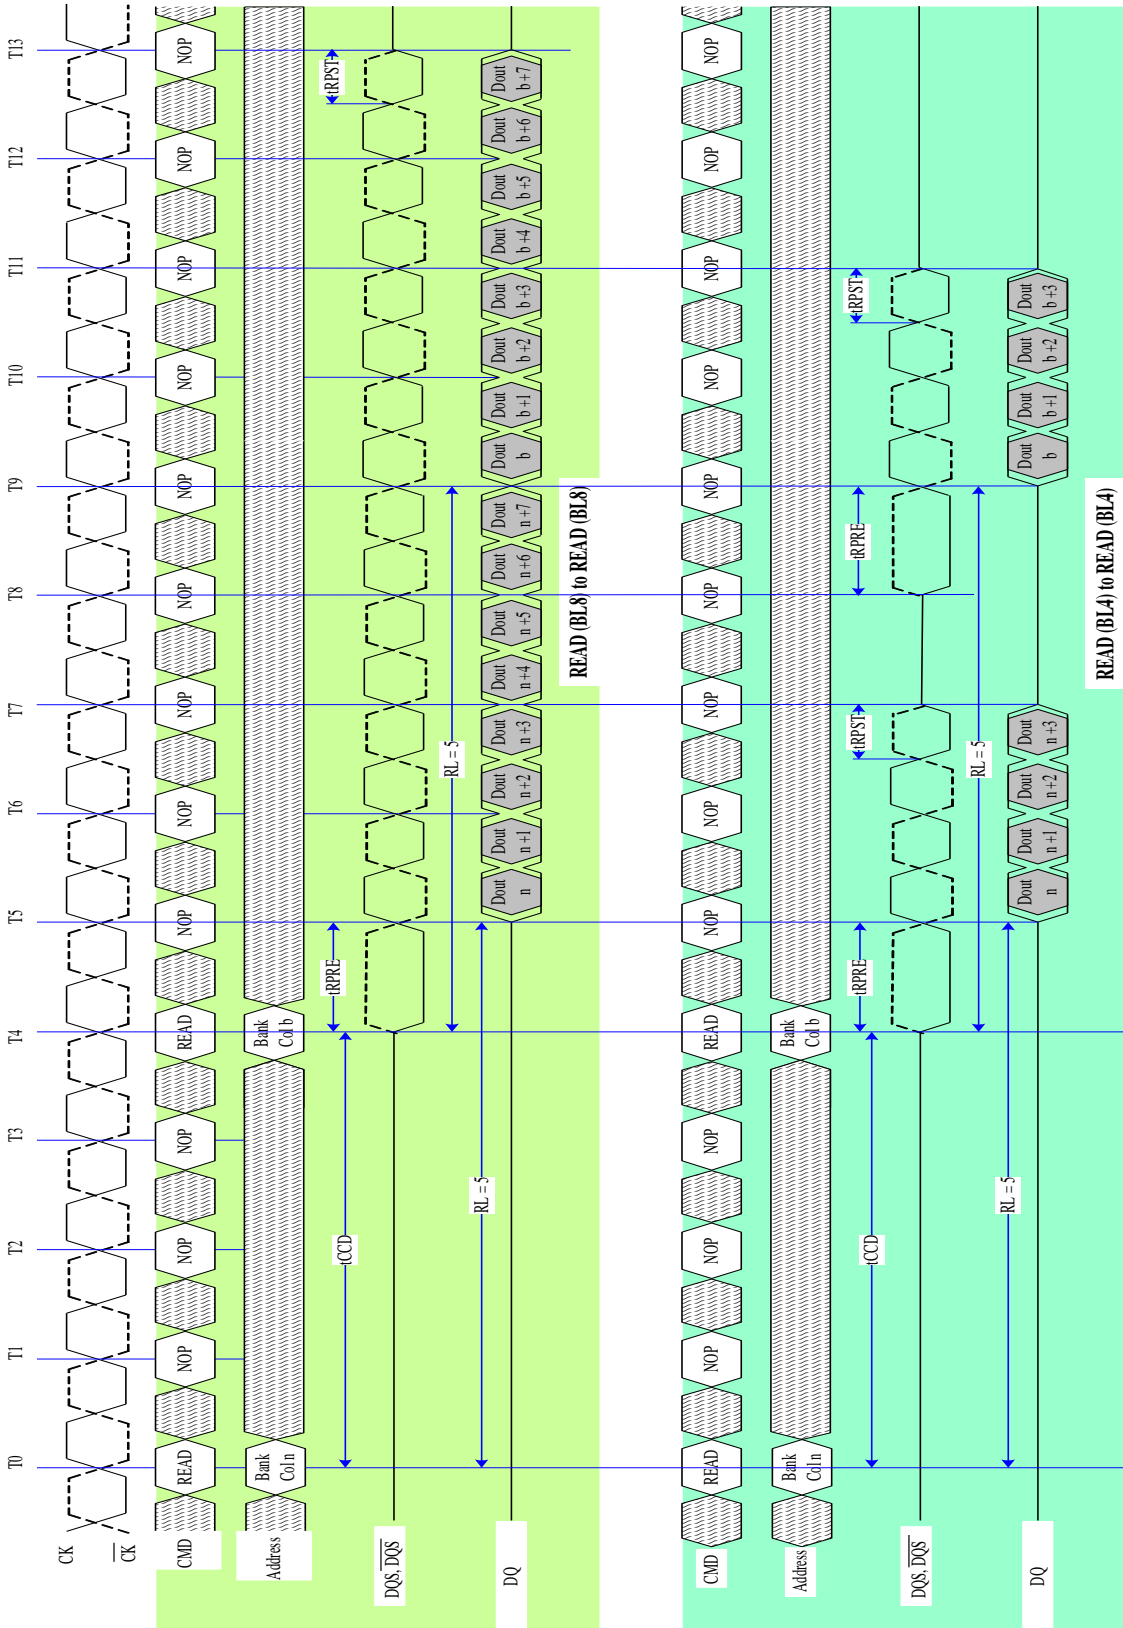 T0 T1 T2 T3 T4 T5 T6 T7 T8 T9 T10 T11 T12 T13
CK
CK
CMD READ NOP NOP NOP READ NOP NOP NOP NOP NOP NOP NOP NOP NOP
Address
Bank
Col n
Bank
Col b
tCCD tRPRE tRPST
DQS, DQS
RL = 5
RL = 5
DQ
Dout
n
Dout
n+1
Dout
n+2
Dout
n+3
Dout
n+4
Dout
n+5
Dout
n+6
Dout
n+7
Dout
b
Dout
b+1
Dout
b+2
Dout
b+3
Dout
b+4
Dout
b+5
Dout
b+6
Dout
b+7
READ (BL8) to READ (BL8)
CMD READ NOP NOP NOP READ NOP NOP NOP NOP NOP NOP NOP NOP NOP
Address
Bank
Col n
Bank
Col b
tCCD tRPRE tRPST tRPRE tRPST
DQS, DQS
RL = 5
RL = 5
DQ
Dout
n
Dout
n+1
Dout
n+2
Dout
n+3
Dout
b
Dout
b+1
Dout
b+2
Dout
b+3
READ (BL4) to READ (BL4)